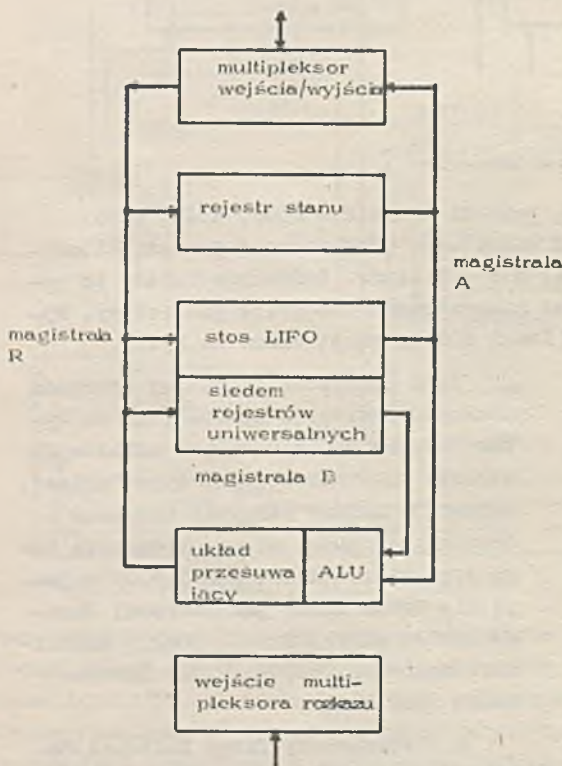 multipleksor
wejścia/wyjścia
rejestr stanu
magistrala
A
magistrala
R
stos LIFO
siedem
rejestrów
uniwersalnych
magistrala B
układ
przesuwa
jący
ALU
wejście multi-
pleksora rozkazu